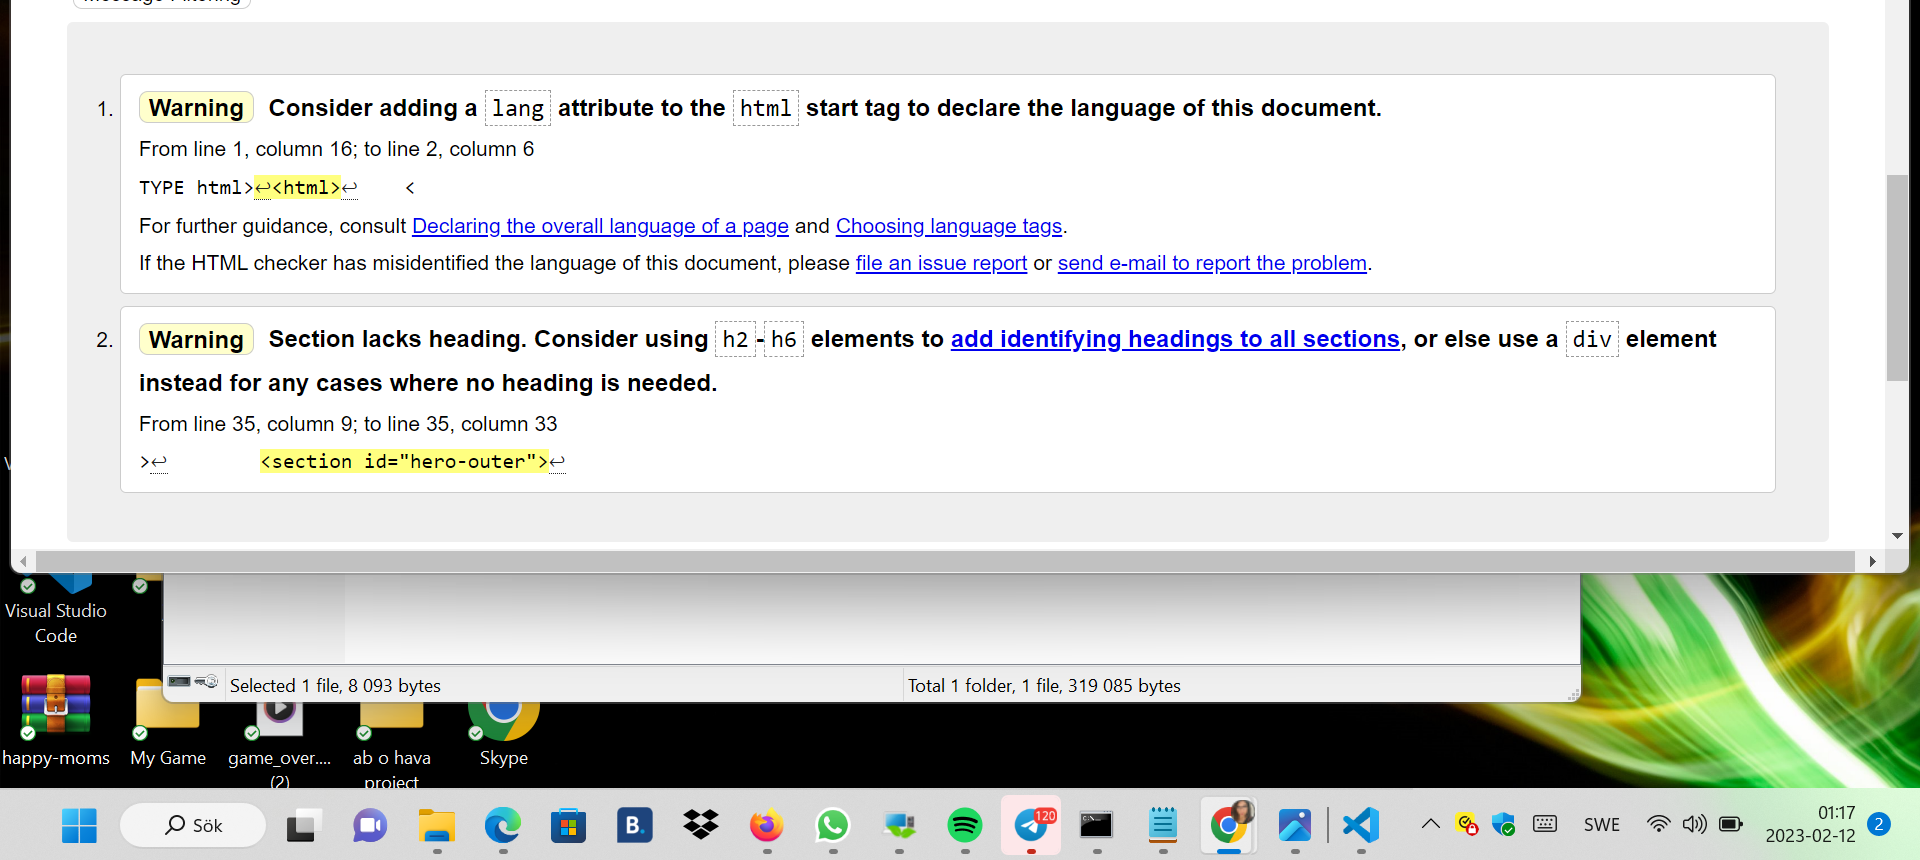 Message Filtering
1. Warning Consider adding a lang attribute to the html start tag to declare the language of this document.
From line 1, column 16; to line 2, column 6
TYPE html>↩<html>↩    <
For further guidance, consult Declaring the overall language of a page and Choosing language tags.
If the HTML checker has misidentified the language of this document, please file an issue report or send e-mail to report the problem.
2. Warning Section lacks heading. Consider using h2-h6 elements to add identifying headings to all sections, or else use a div element
instead for any cases where no heading is needed.
From line 35, column 9; to line 35, column 33
>↩        <section id="hero-outer">↩
Visual Studio
Code
Selected 1 file, 8 093 bytes
Total 1 folder, 1 file, 319 085 bytes
happy-moms
My Game
game_over....
(2)
ab o hava
project
Skype
Sök
B.
120
SWE
01:17
2023-02-12
2